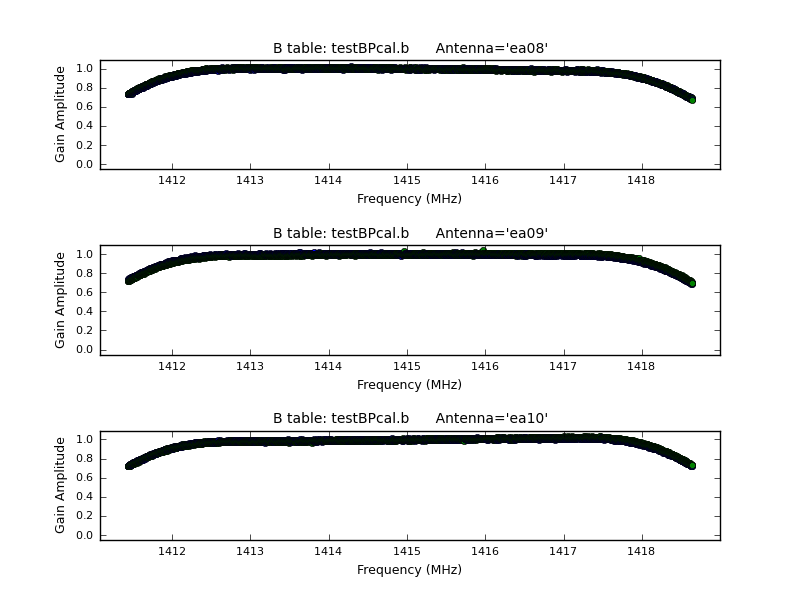 B table: testBPcal.b Antenna='ea08'
1.0
0.8
0.6
0.4
0.2
0.0
Gain Amplitude
1412 1413 1414 1415 1416 1417 1418
Frequency (MHz)
B table: testBPcal.b Antenna='ea09'
1.0
0.8
0.6
0.4
0.2
0.0
Gain Amplitude
1412 1413 1414 1415 1416 1417 1418
Frequency (MHz)
B table: testBPcal.b Antenna='ea10'
1.0
0.8
0.6
0.4
0.2
0.0
Gain Amplitude
1412 1413 1414 1415 1416 1417 1418
Frequency (MHz)